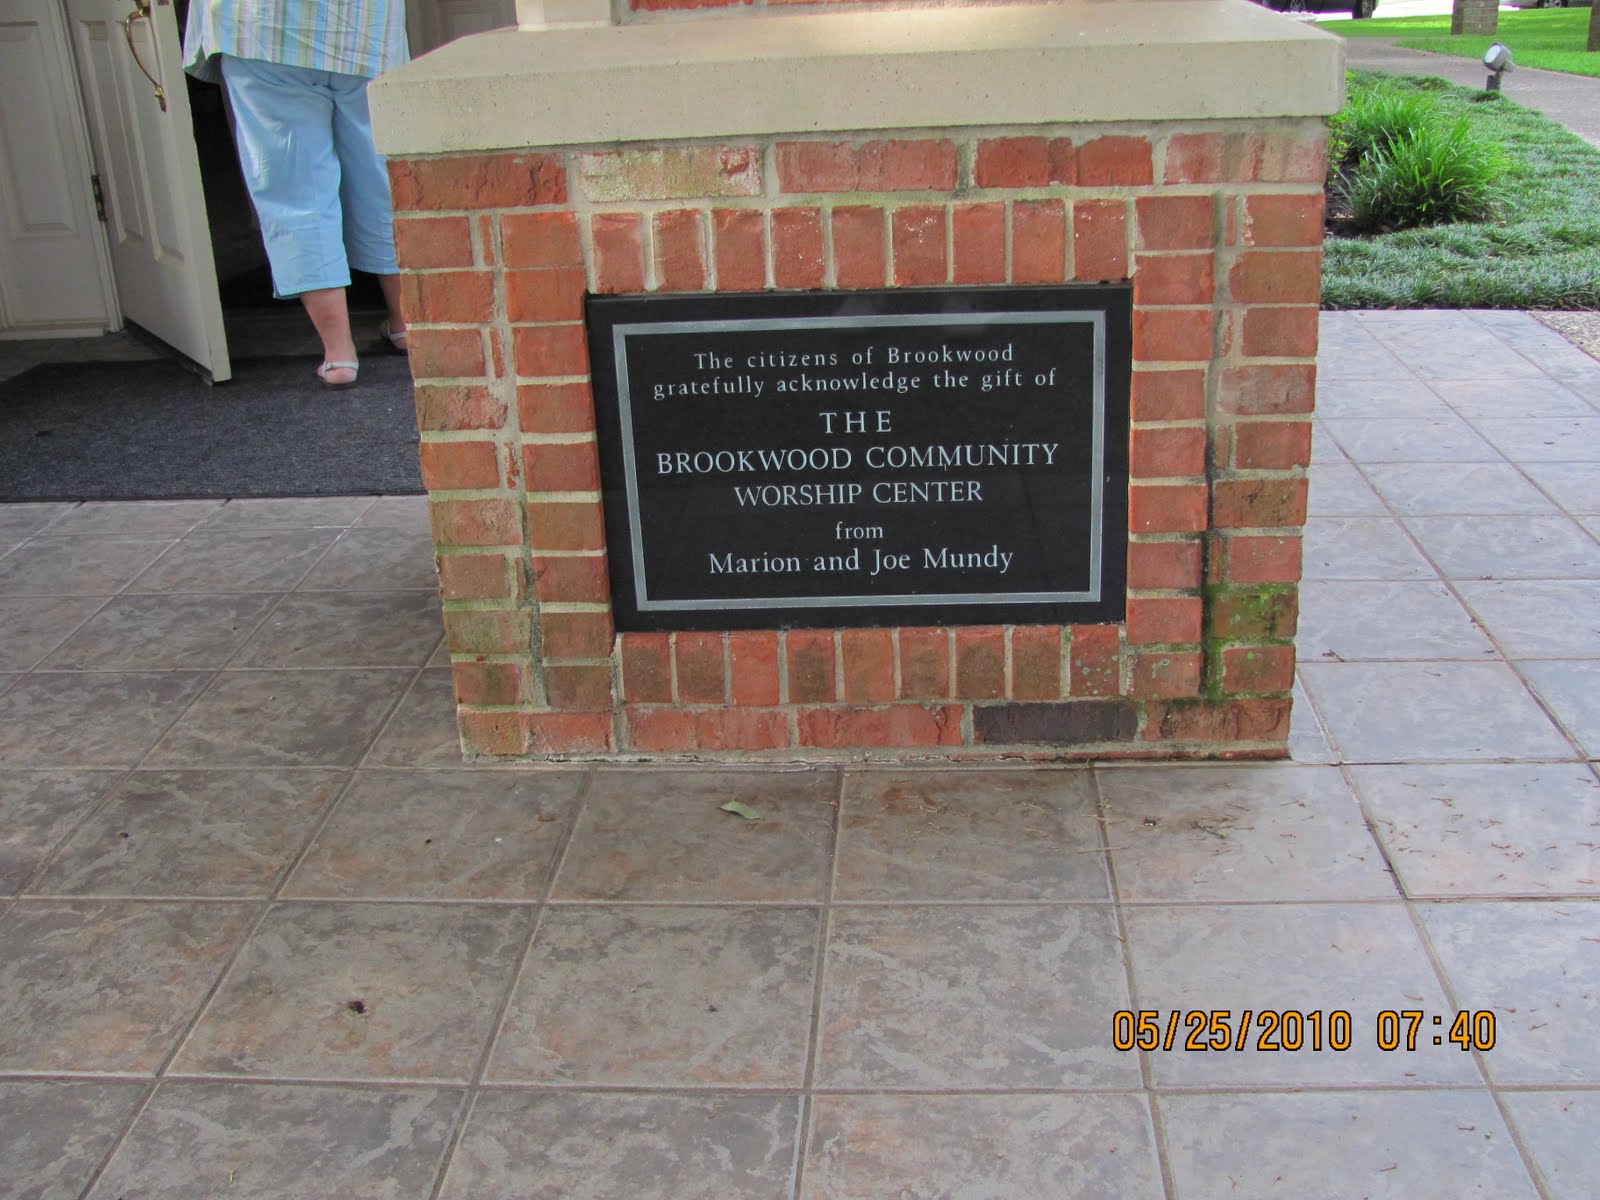 The citizens of Brookwood
gratefully acknowledge the gift of
THE
BROOKWOOD COMMUNITY
WORSHIP CENTER
from
Marion and Joe Mundy
05/25/2010 07:40